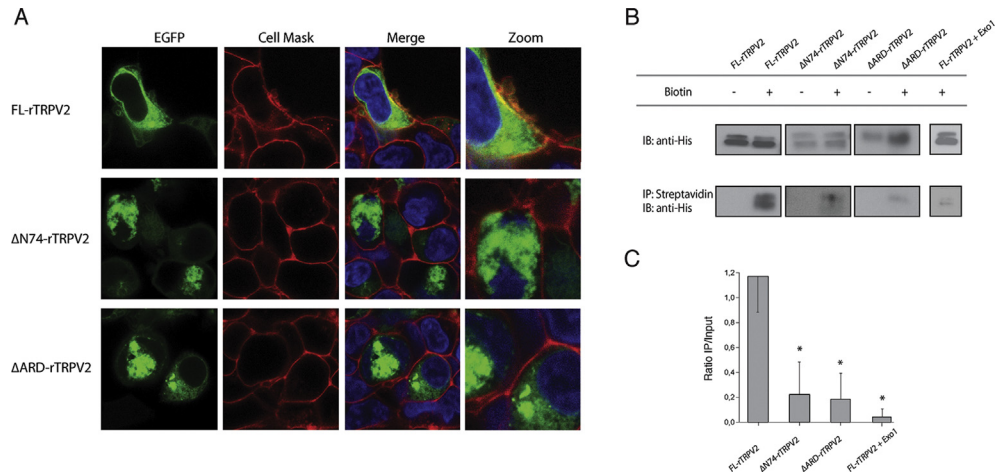 A
EGFP
Cell Mask
Merge
Zoom
FL-rTRPV2
ΔN74-rTRPV2
ΔARD-rTRPV2
B
FL-rTRPV2
FL-rTRPV2
ΔN74-rTRPV2
ΔN74-rTRPV2
ΔARD-rTRPV2
ΔARD-rTRPV2
FL-rTRPV2 + Exo1
Biotin - + - + - + +
IB: anti-His
IP: Streptavidin
IB: anti-His
C
Ratio IP/Input
1,2
1,0
0,8
0,6
0,4
0,2
0,0
*
*
*
FL-rTRPV2
ΔN74-rTRPV2
ΔARD-rTRPV2
FL-rTRPV2 + Exo1